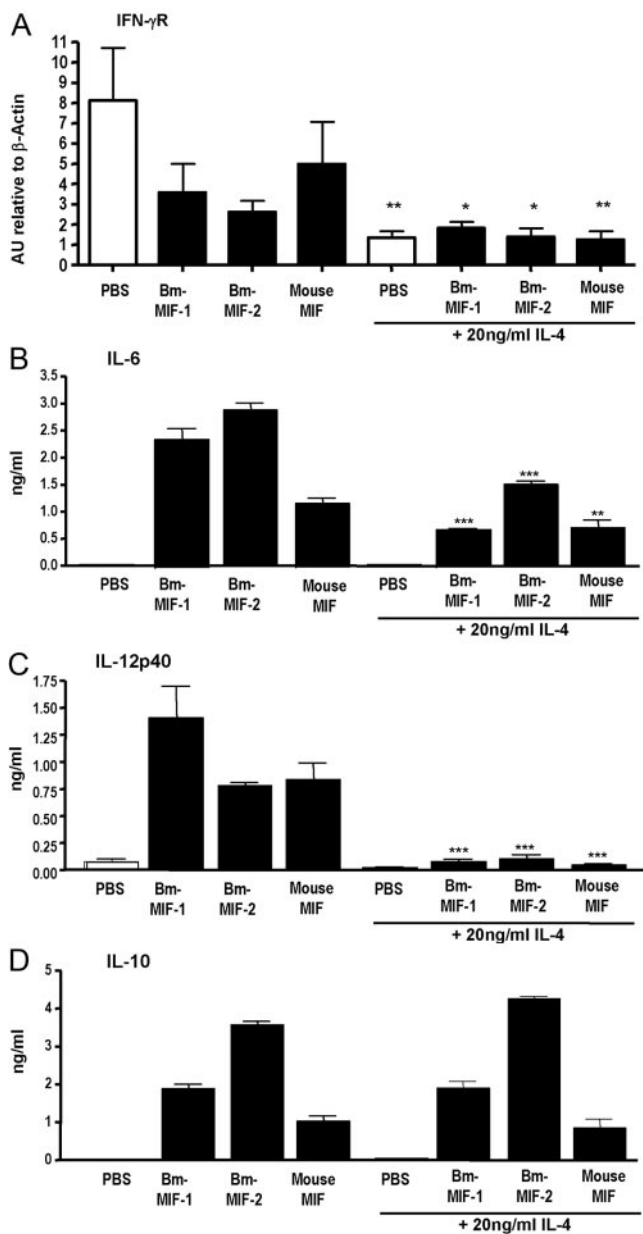 A
IFN-γR
AU relative to β-Actin
11
10
9
8
7
6
5
4
3
2
1
0
** * * **
PBS Bm- Bm- Mouse PBS Bm- Bm- Mouse
MIF-1 MIF-2 MIF MIF-1 MIF-2 MIF
+ 20ng/ml IL-4
B
IL-6
ng/ml
3.5
3.0
2.5
2.0
1.5
1.0
0.5
0.0
*** *** **
PBS Bm- Bm- Mouse PBS Bm- Bm- Mouse
MIF-1 MIF-2 MIF MIF-1 MIF-2 MIF
+ 20ng/ml IL-4
C
IL-12p40
ng/ml
1.75
1.50
1.25
1.00
0.75
0.50
0.25
0.00
*** *** ***
PBS Bm- Bm- Mouse PBS Bm- Bm- Mouse
MIF-1 MIF-2 MIF MIF-1 MIF-2 MIF
+ 20ng/ml IL-4
D
IL-10
ng/ml
5
4
3
2
1
0
PBS Bm- Bm- Mouse PBS Bm- Bm- Mouse
MIF-1 MIF-2 MIF MIF-1 MIF-2 MIF
+ 20ng/ml IL-4